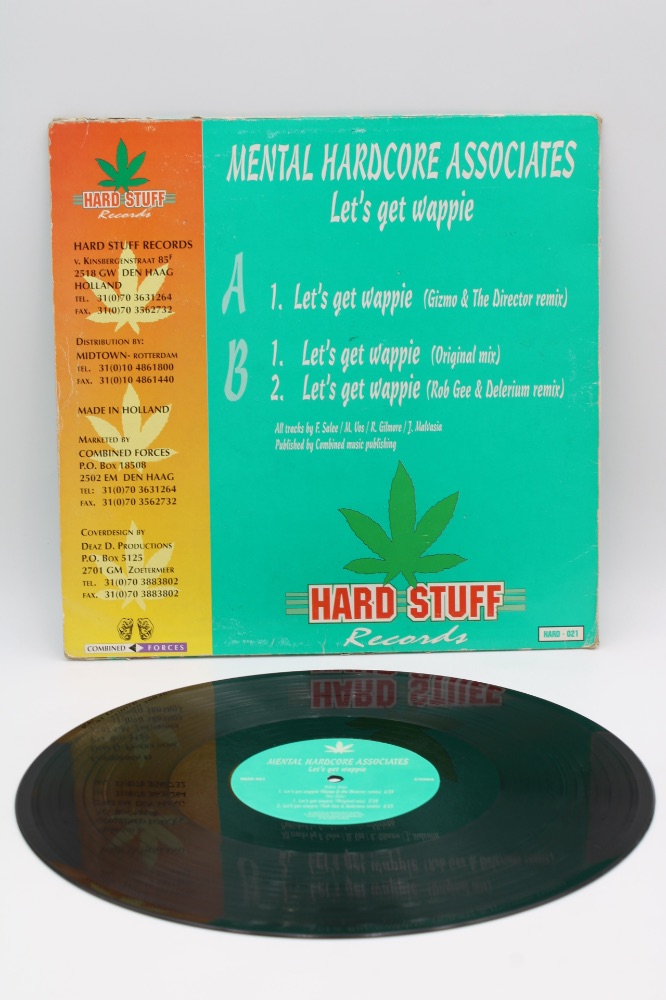 HARD STUFF
Records
HARD STUFF RECORDS
V. KINSBERGENSTRAAT 85F
2518 GW DEN HAAG
HOLLAND
TEL. 31(0)70 3631264
FAX. 31(0)70 3562732
DISTRIBUTION BY:
MIDTOWN- ROTTERDAM
TEL. 31(0)10 4861800
FAX. 31(0)10 4861440
MADE IN HOLLAND
MARKETED BY
COMBINED FORCES
P.O. BOX 18508
2502 EM DEN HAAG
TEL: 31(0)70 3631264
FAX. 31(0)70 3562732
COVERDESIGN BY
DEAZ D. PRODUCTIONS
P.O. BOX 5125
2701 GM ZOETERMEER
TEL. 31(0)70 3883802
FAX. 31(0)70 3883802
COMBINED FORCES
MENTAL HARDCORE ASSOCIATES
Let's get wappie
A
1. Let's get wappie (Gizmo & The Director remix)
B
1. Let's get wappie (Original mix)
2. Let's get wappie (Rob Gee & Delerium remix)
All tracks by F. Salee / M. Vos / R. Gilmore / J. Malvasia
Published by Combined music publishing
HARD STUFF
Records
HARD - 021
MENTAL HARDCORE ASSOCIATES
Let's get wappie